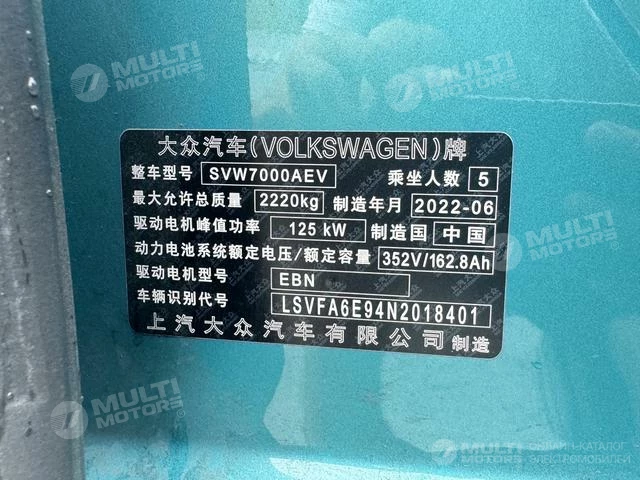 MULTI
MOTORS
MULTI
MOTORS
大众汽车(VOLKSWAGEN)牌
整车型号 SVW7000AEV 乘坐人数 5
最大允许总质量 2220kg 制造年月 2022-06
驱动电机峰值功率 125 kW 制造国 中国
动力电池系统额定电压/额定容量 352V/162.8Ah
驱动电机型号 EBN
车辆识别代号 LSVFA6E94N2018401
上汽大众汽车有限公司 制造
MULTI
MOTORS
MULTI
MOTORS
ОНЛАЙН-КАТАЛОГ
ЭЛЕКТРОМОБИЛЕЙ